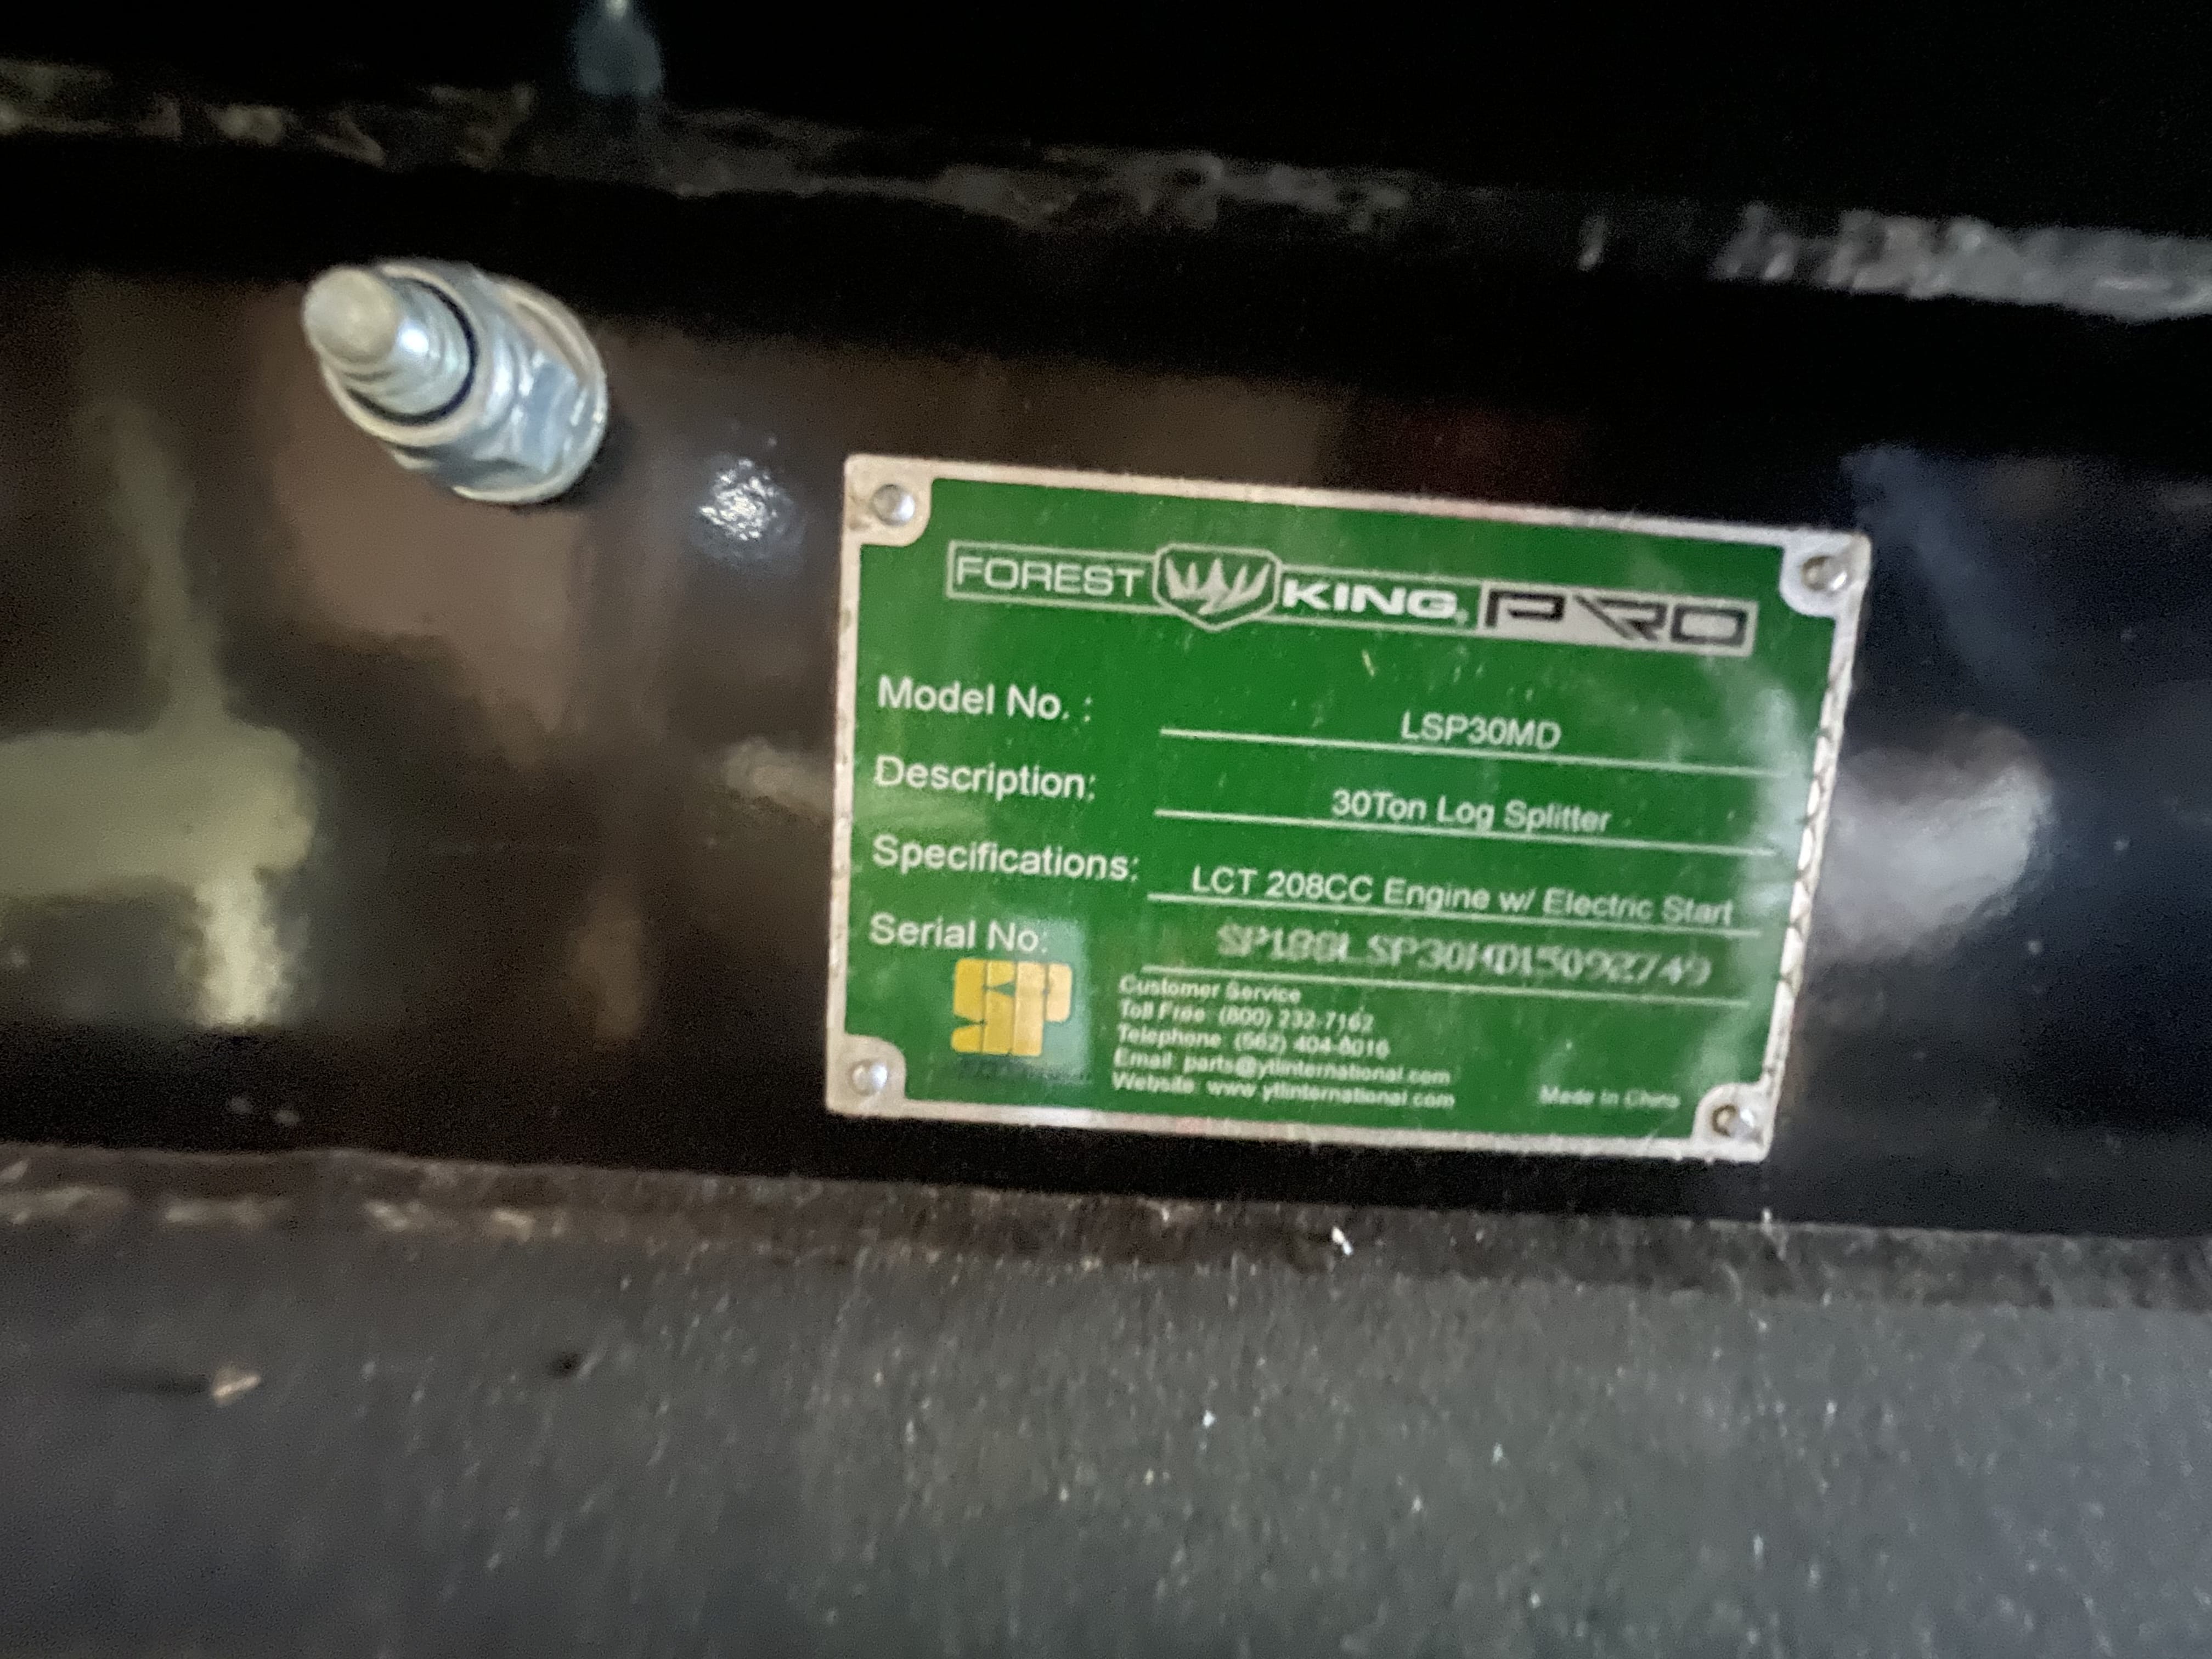 FOREST KING® PRO
Model No. : LSP30MD
Description: 30Ton Log Splitter
Specifications: LCT 208CC Engine w/ Electric Start
Serial No:
SP
Customer Service
Toll Free: (800) 232-7162
Telephone: (562) 404-8016
Email: parts@ytlinternational.com
Website: www.ytlinternational.com
Made in China